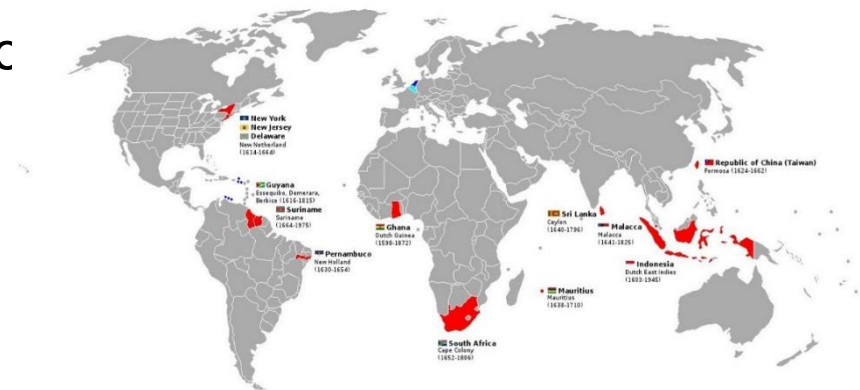 New York
New Jersey
Delaware
New Netherland
(1614-1664)
Guyana
Essequibo, Demerara,
Berbice (1616-1815)
Suriname
Suriname
(1664-1975)
Pernambuco
New Holland
(1630-1654)
Ghana
Dutch Guinea
(1598-1872)
South Africa
Cape Colony
(1652-1806)
Mauritius
Mauritius
(1638-1710)
Sri Lanka
Ceylon
(1640-1796)
Malacca
Malacca
(1641-1825)
Indonesia
Dutch East Indies
(1603-1945)
Republic of China (Taiwan)
Formosa (1624-1662)